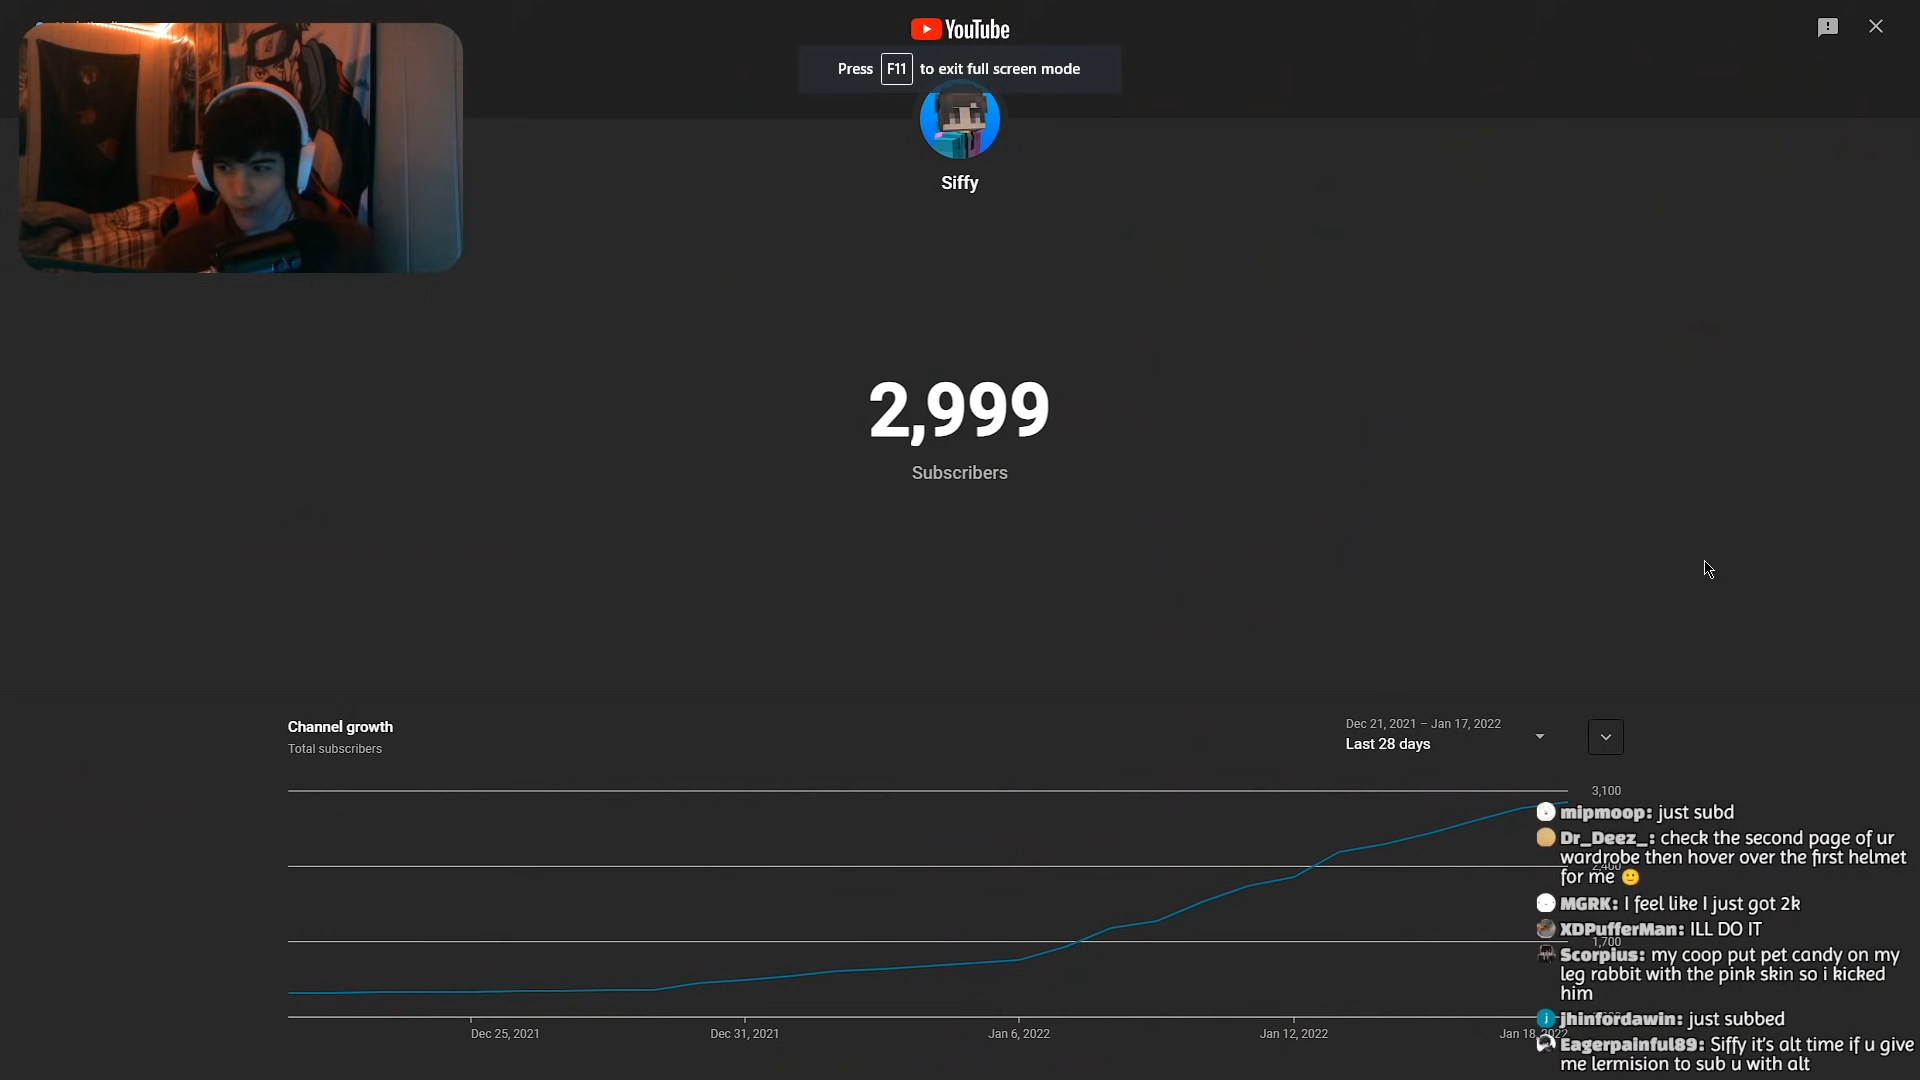 YouTube
Press F11 to exit full screen mode
Siffy
2,999
Subscribers
Channel growth
Total subscribers
Dec 21, 2021 – Jan 17, 2022
Last 28 days
3,100
2,400
1,700
Dec 25, 2021
Dec 31, 2021
Jan 6, 2022
Jan 12, 2022
Jan 18, 2022
mipmoop: just subd
Dr_Deez_: check the second page of ur
wardrobe then hover over the first helmet
for me 🙂
MGRK: I feel like I just got 2k
XDPufferMan: ILL DO IT
Scorpius: my coop put pet candy on my
leg rabbit with the pink skin so i kicked
him
j
jhinfordawin: just subbed
Eagerpainful89: Siffy it's alt time if u give
me lermision to sub u with alt